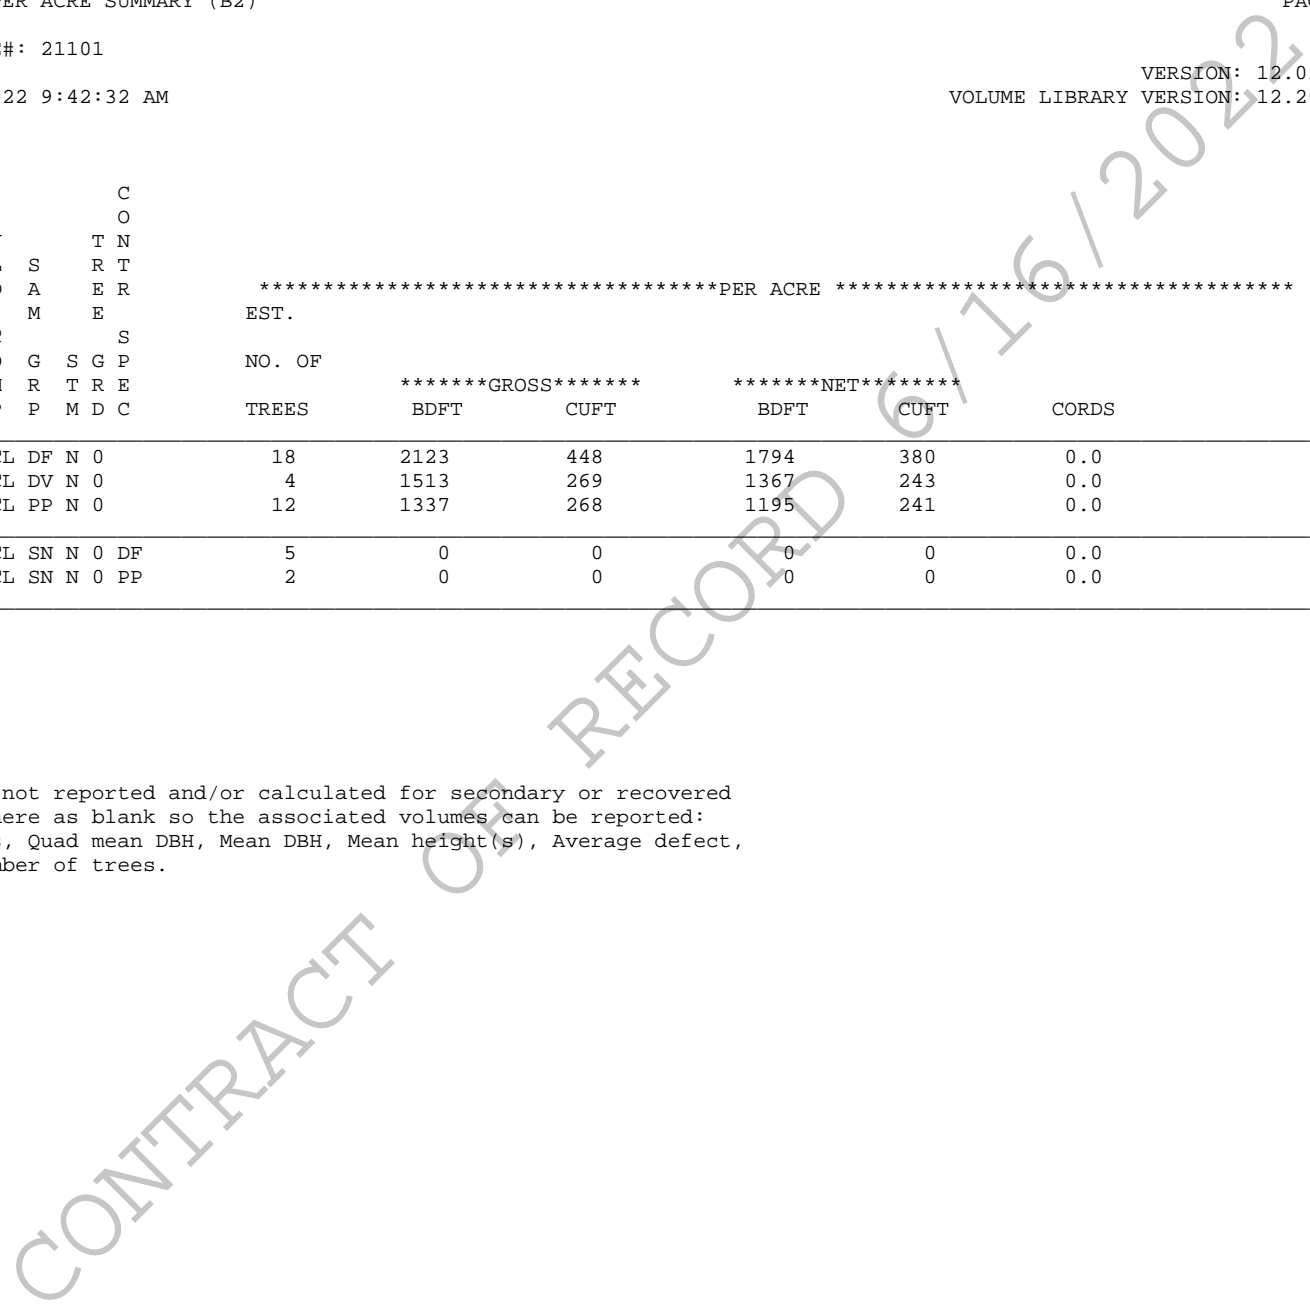 PER ACRE SUMMARY (B2) PAG
#: 21101
VERSION: 12.0
022 9:42:32 AM VOLUME LIBRARY VERSION: 12.2
C
O
T N
S R T
A E R ************************************PER ACRE ************************************
M E EST.
S
G S G P NO. OF
R T R E *******GROSS******* *******NET********
P M D C TREES BDFT CUFT BDFT CUFT CORDS
L DF N 0 18 2123 448 1794 380 0.0
L DV N 0 4 1513 269 1367 243 0.0
L PP N 0 12 1337 268 1195 241 0.0
L SN N 0 DF 5 0 0 0 0 0.0
L SN N 0 PP 2 0 0 0 0 0.0
not reported and/or calculated for secondary or recovered
here as blank so the associated volumes can be reported:
, Quad mean DBH, Mean DBH, Mean height(s), Average defect,
mber of trees.
CONTRACT OF RECORD 6/16/2022